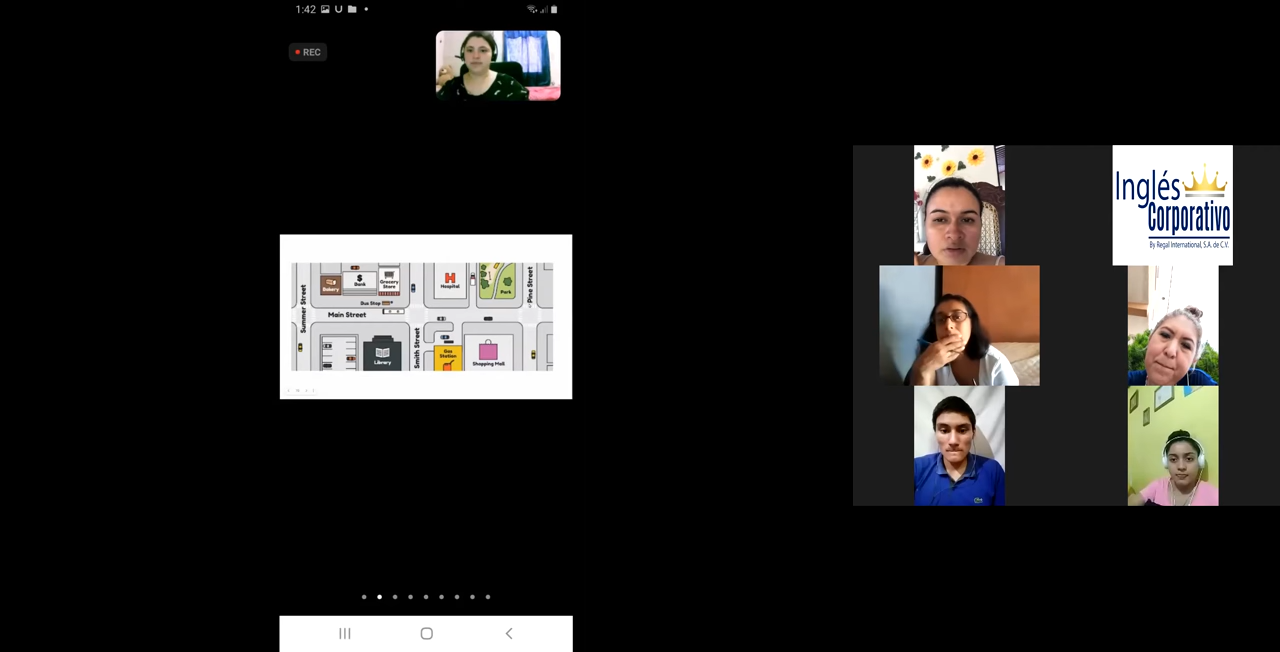 1:42
REC
Bakery
$
Bank
Grocery
Store
H
Hospital
Park
Summer Street
Pine Street
Bus Stop
Main Street
Smith Street
Library
Gas
Station
Shopping Mall
Inglés
Corporativo
By Regal International, S.A. de C.V.